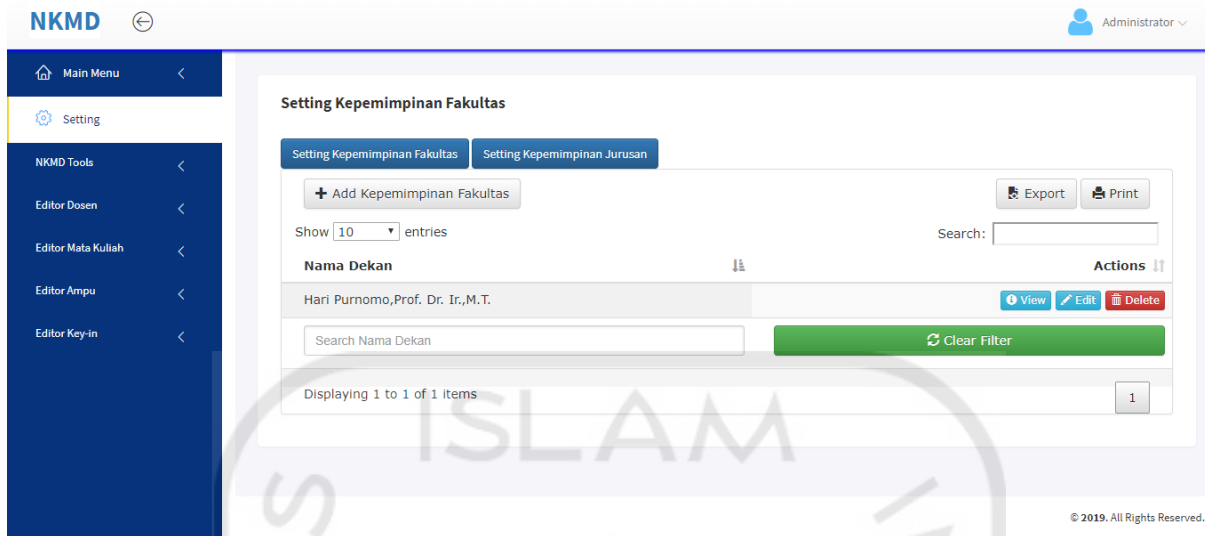 NKMD
Administrator
Main Menu
Setting
NKMD Tools
Editor Dosen
Editor Mata Kuliah
Editor Ampu
Editor Key-in
Setting Kepemimpinan Fakultas
Setting Kepemimpinan Fakultas Setting Kepemimpinan Jurusan
Add Kepemimpinan Fakultas Export Print
Show 10 entries Search:
Nama Dekan Actions
Hari Purnomo,Prof. Dr. Ir.,M.T. View Edit Delete
Search Nama Dekan Clear Filter
Displaying 1 to 1 of 1 items 1
ISLAM
© 2019. All Rights Reserved.